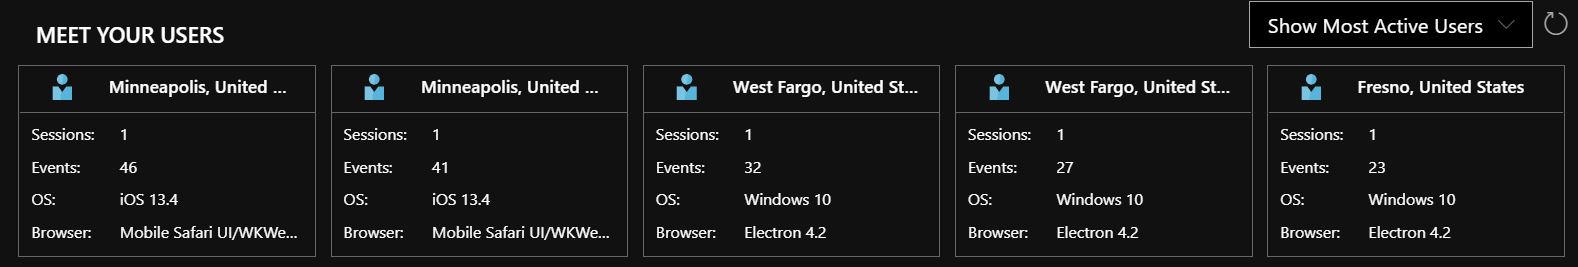 MEET YOUR USERS
Show Most Active Users
Minneapolis, United ...
Sessions: 1
Events: 46
OS: iOS 13.4
Browser: Mobile Safari UI/WKWe...
Minneapolis, United ...
Sessions: 1
Events: 41
OS: iOS 13.4
Browser: Mobile Safari UI/WKWe...
West Fargo, United St...
Sessions: 1
Events: 32
OS: Windows 10
Browser: Electron 4.2
West Fargo, United St...
Sessions: 1
Events: 27
OS: Windows 10
Browser: Electron 4.2
Fresno, United States
Sessions: 1
Events: 23
OS: Windows 10
Browser: Electron 4.2